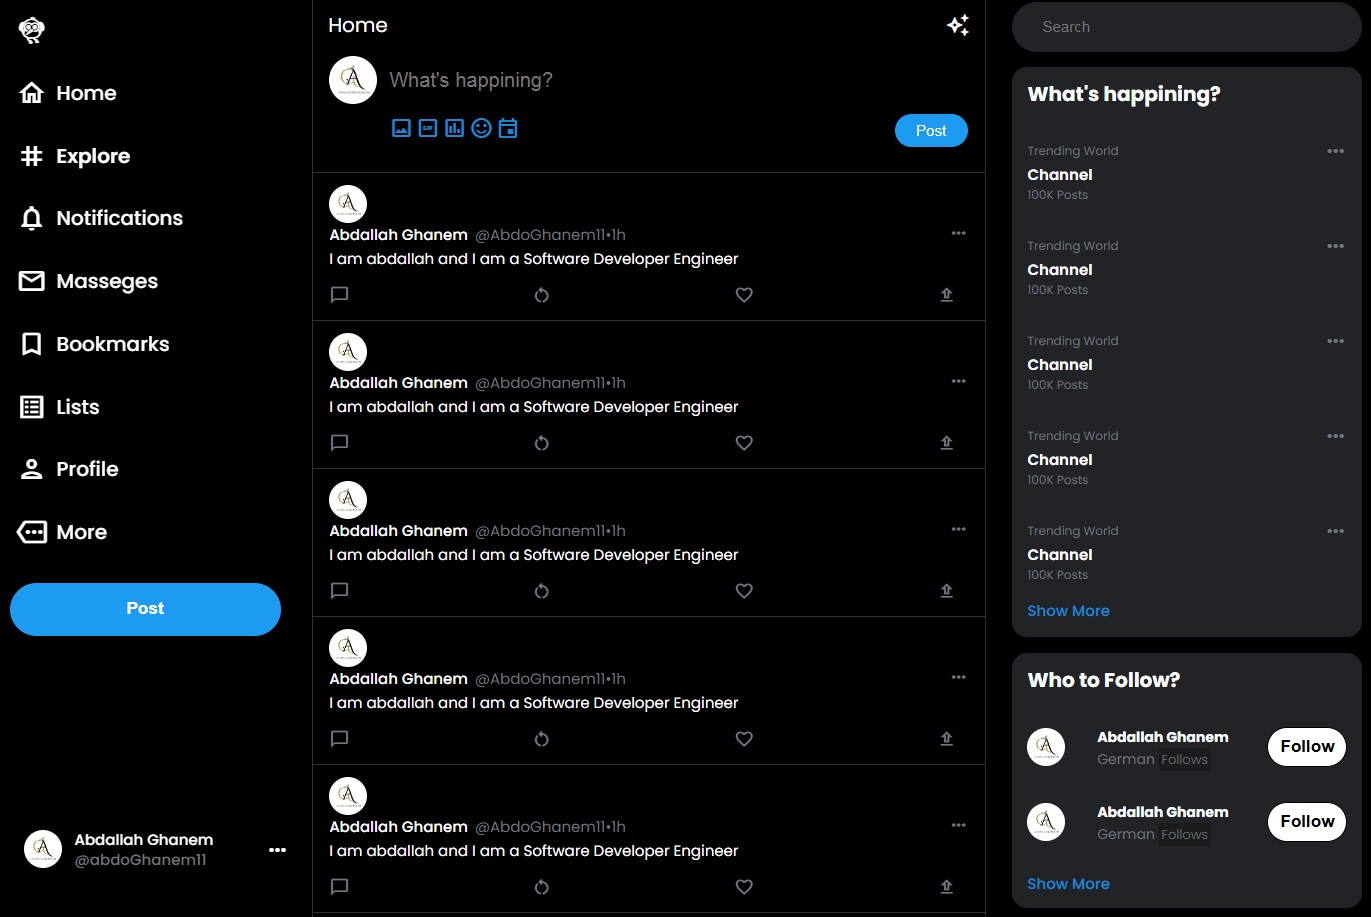 Home
Explore
Notifications
Masseges
Bookmarks
Lists
Profile
More
Post
Abdallah Ghanem
@abdoGhanem11
Home
What's happining?
GIF
Post
Abdallah Ghanem @AbdoGhanem11•1h
I am abdallah and I am a Software Developer Engineer
Abdallah Ghanem @AbdoGhanem11•1h
I am abdallah and I am a Software Developer Engineer
Abdallah Ghanem @AbdoGhanem11•1h
I am abdallah and I am a Software Developer Engineer
Abdallah Ghanem @AbdoGhanem11•1h
I am abdallah and I am a Software Developer Engineer
Abdallah Ghanem @AbdoGhanem11•1h
I am abdallah and I am a Software Developer Engineer
Search
What's happining?
Trending World
Channel
100K Posts
Trending World
Channel
100K Posts
Trending World
Channel
100K Posts
Trending World
Channel
100K Posts
Trending World
Channel
100K Posts
Show More
Who to Follow?
Abdallah Ghanem
German Follows
Follow
Abdallah Ghanem
German Follows
Follow
Show More